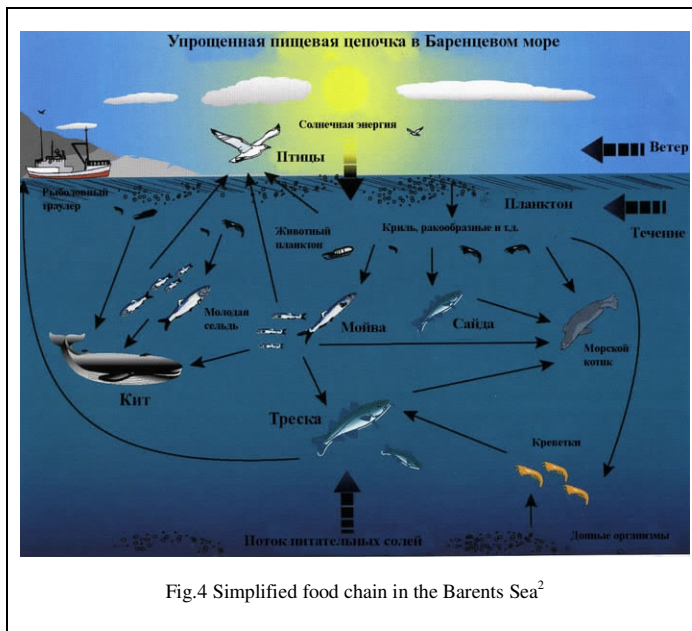 Упрощенная пищевая цепочка в Баренцевом море
Солнечная энергия
Птицы
Ветер
Рыболовный
траулер
Планктон
Животный
планктон
Криль, ракообразные и т.д.
Течение
Молодая
сельдь
Мойва
Сайда
Морской
котик
Кит
Треска
Креветки
Поток питательных солей
Донные организмы
Fig.4 Simplified food chain in the Barents Sea²